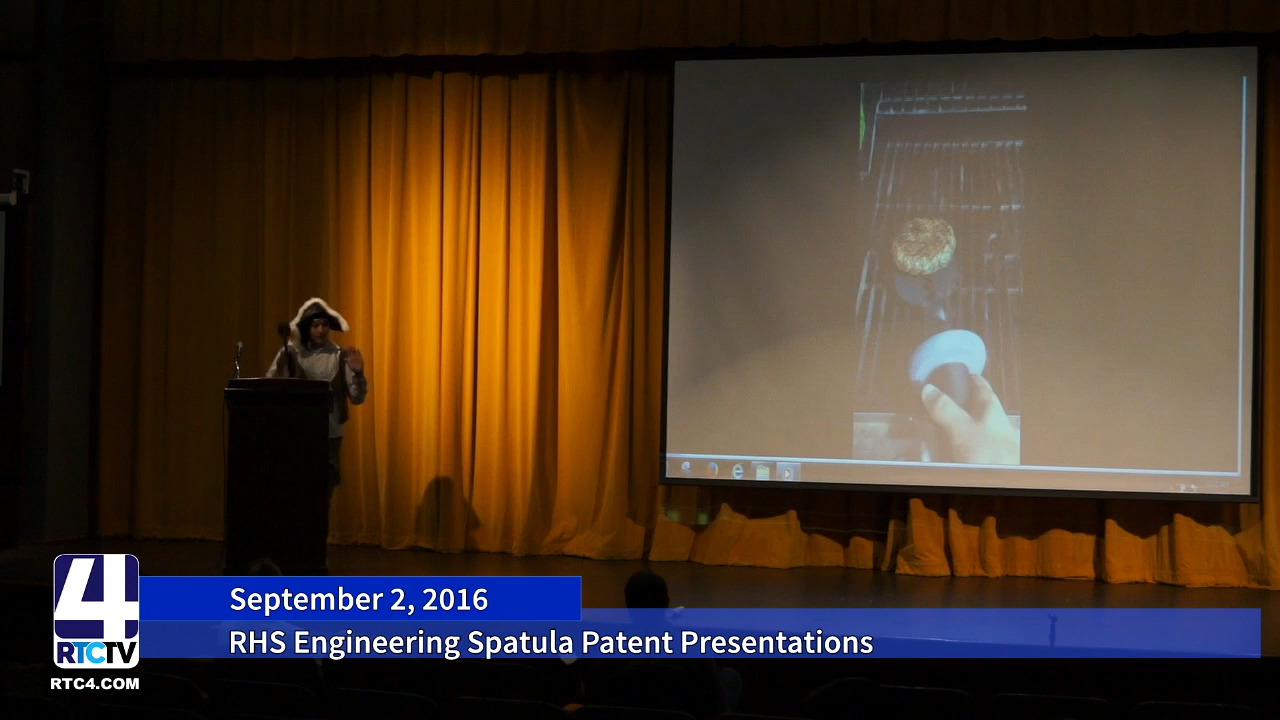 September 2, 2016
4
RHS Engineering Spatula Patent Presentations
RTCTV
RTC4.COM